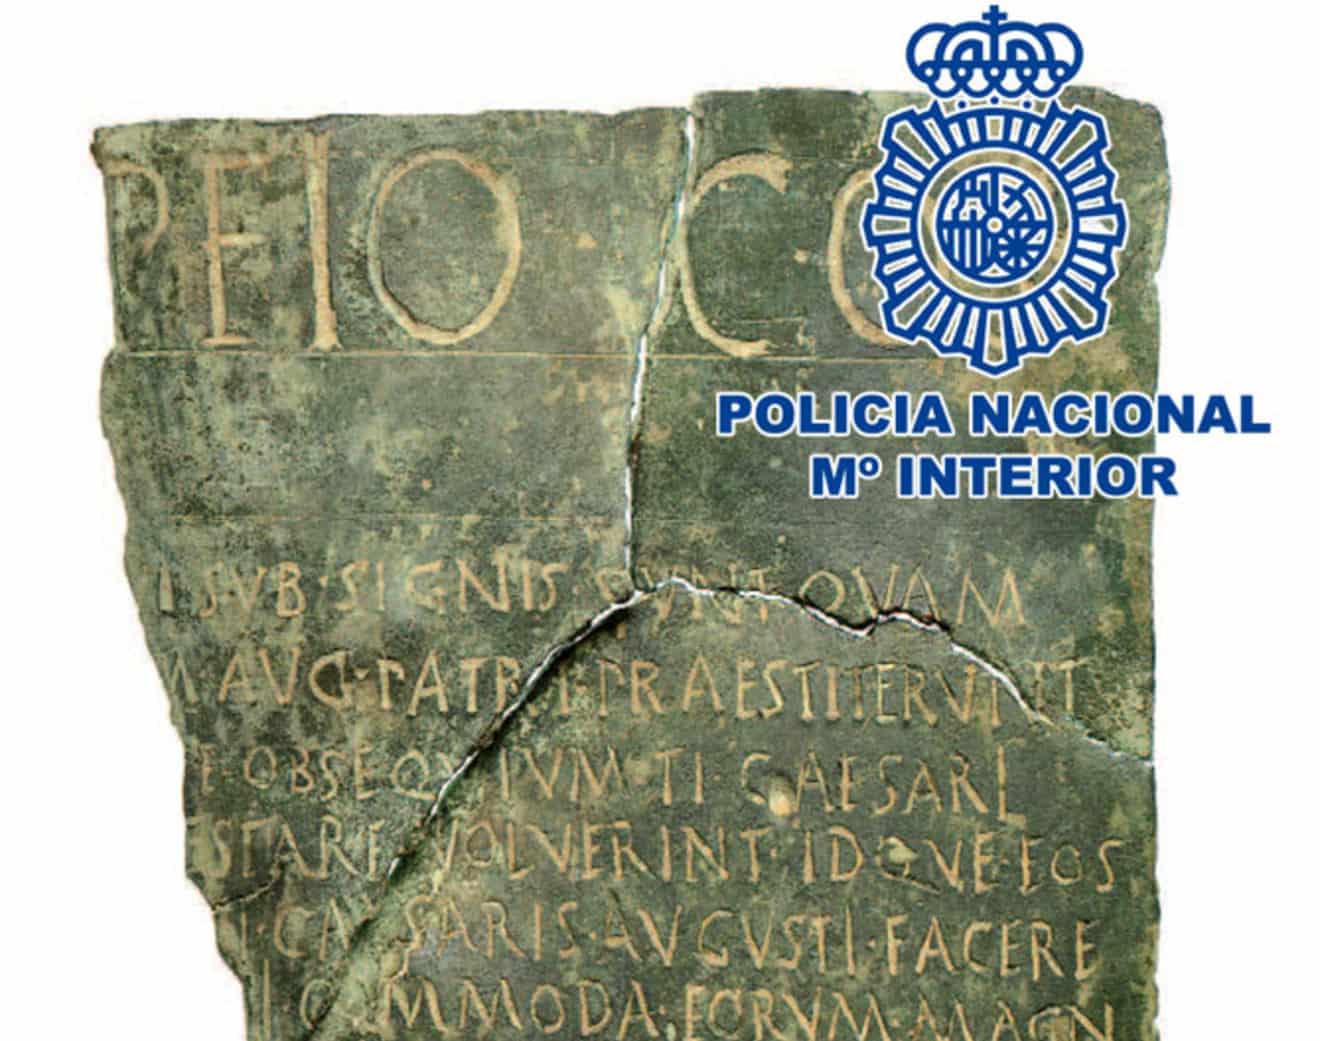 PEIO · C · C
POLICIA NACIONAL
Mº INTERIOR
SVB · SIGNIS · SVNT QVAM
AVG · PATRI · PRAESTITERVNT
OBSEQVIVM · TI · CAESARI
VOLVERINT · IDQVE · EOS
CAESARIS · AVGVSTI · FACERE
COMMODA · EORVM · MAGN